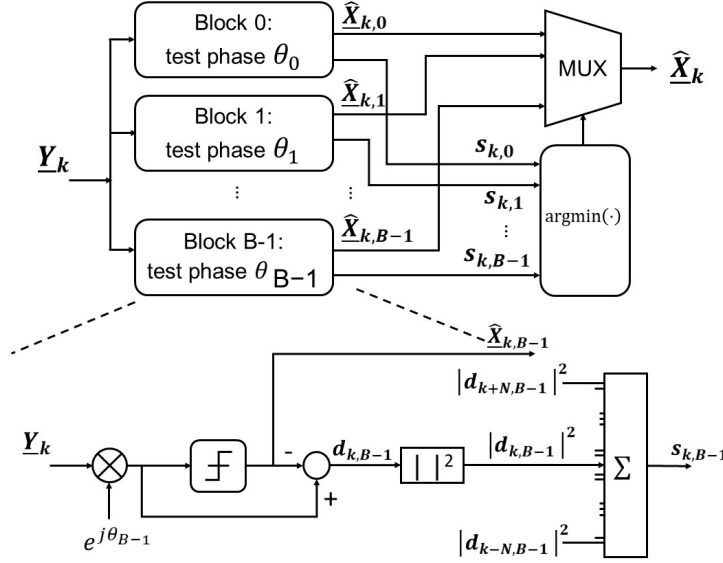 Block 0:
test phase θ₀
X̂ₖ,₀
MUX
X̂ₖ
Block 1:
test phase θ₁
X̂ₖ,₁
Yₖ
sₖ,₀
sₖ,₁
argmin(·)
⋮
sₖ,B−1
...
...
Block B-1:
test phase θ B−1
X̂ₖ,B−1
X̂ₖ,B−1
|dₖ₊N,B−1|²
Yₖ
-
dₖ,B−1
| |²
|dₖ,B−1|²
Σ
sₖ,B−1
+
e^jθB−1
|dₖ₋N,B−1|²